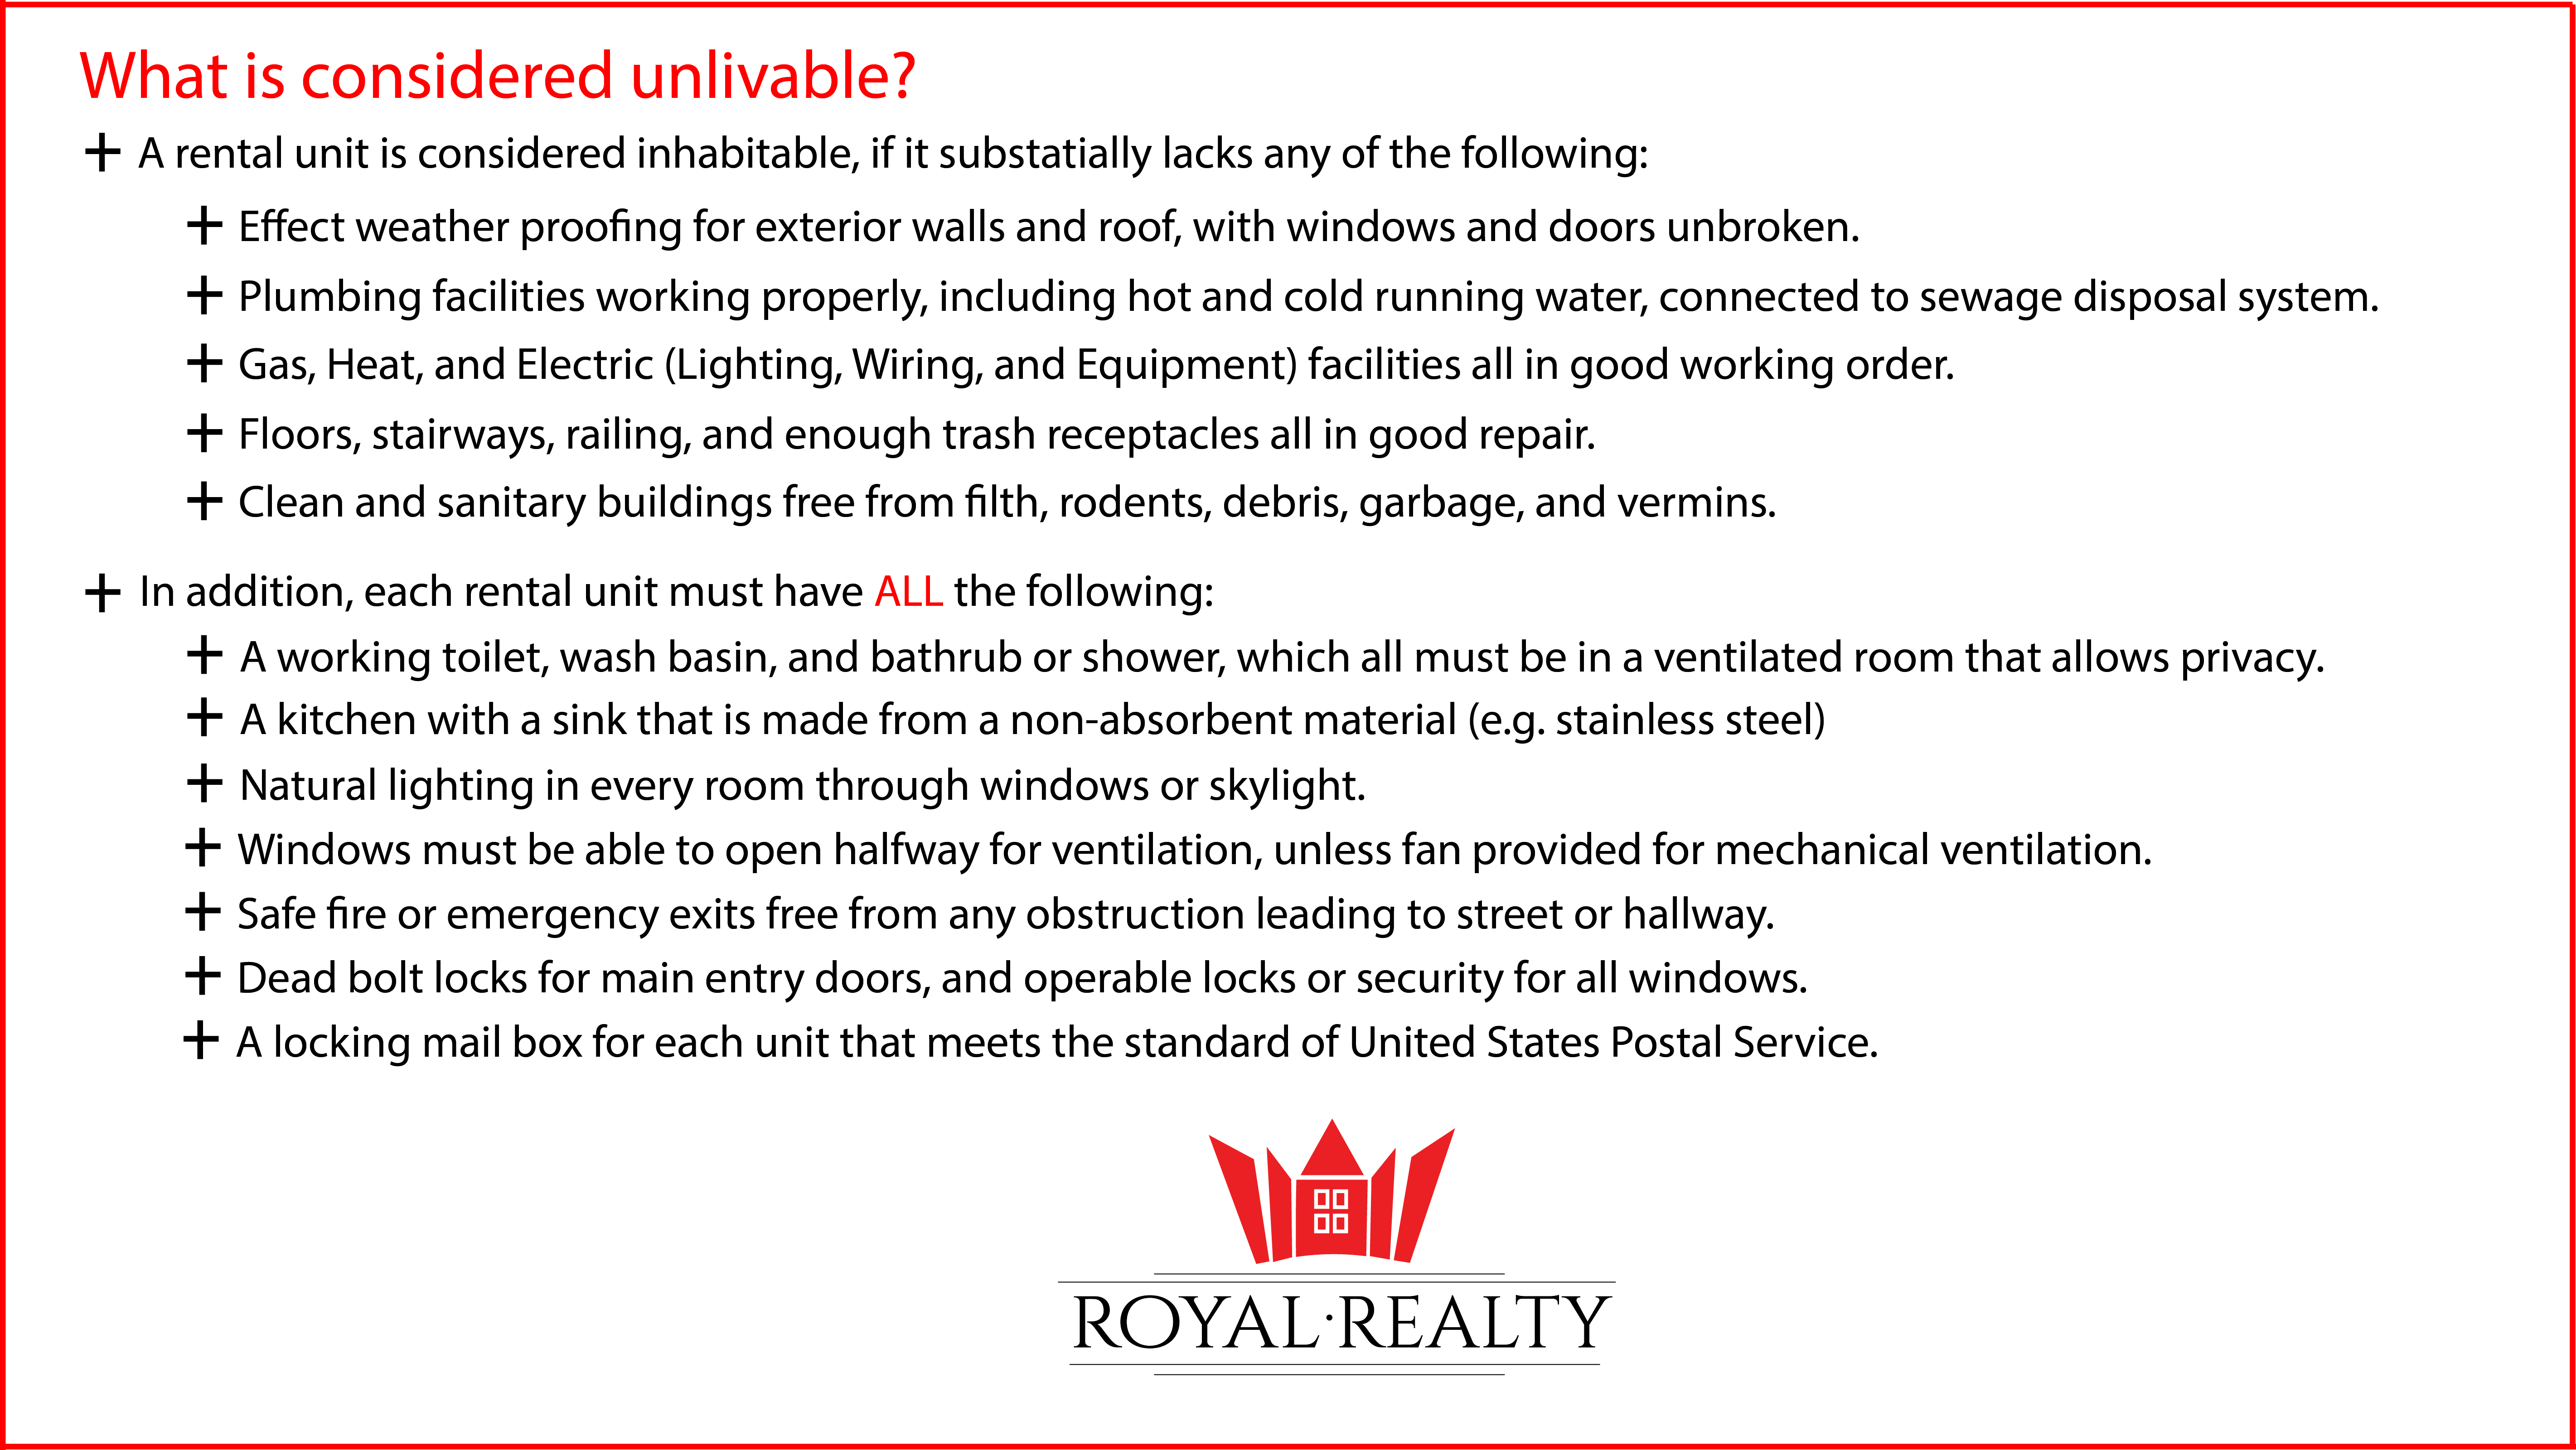 What is considered unlivable?
+ A rental unit is considered inhabitable, if it substatially lacks any of the following:
+ Effect weather proofing for exterior walls and roof, with windows and doors unbroken.
+ Plumbing facilities working properly, including hot and cold running water, connected to sewage disposal system.
+ Gas, Heat, and Electric (Lighting, Wiring, and Equipment) facilities all in good working order.
+ Floors, stairways, railing, and enough trash receptacles all in good repair.
+ Clean and sanitary buildings free from filth, rodents, debris, garbage, and vermins.
+ In addition, each rental unit must have ALL the following:
+ A working toilet, wash basin, and bathrub or shower, which all must be in a ventilated room that allows privacy.
+ A kitchen with a sink that is made from a non-absorbent material (e.g. stainless steel)
+ Natural lighting in every room through windows or skylight.
+ Windows must be able to open halfway for ventilation, unless fan provided for mechanical ventilation.
+ Safe fire or emergency exits free from any obstruction leading to street or hallway.
+ Dead bolt locks for main entry doors, and operable locks or security for all windows.
+ A locking mail box for each unit that meets the standard of United States Postal Service.
ROYAL·REALTY